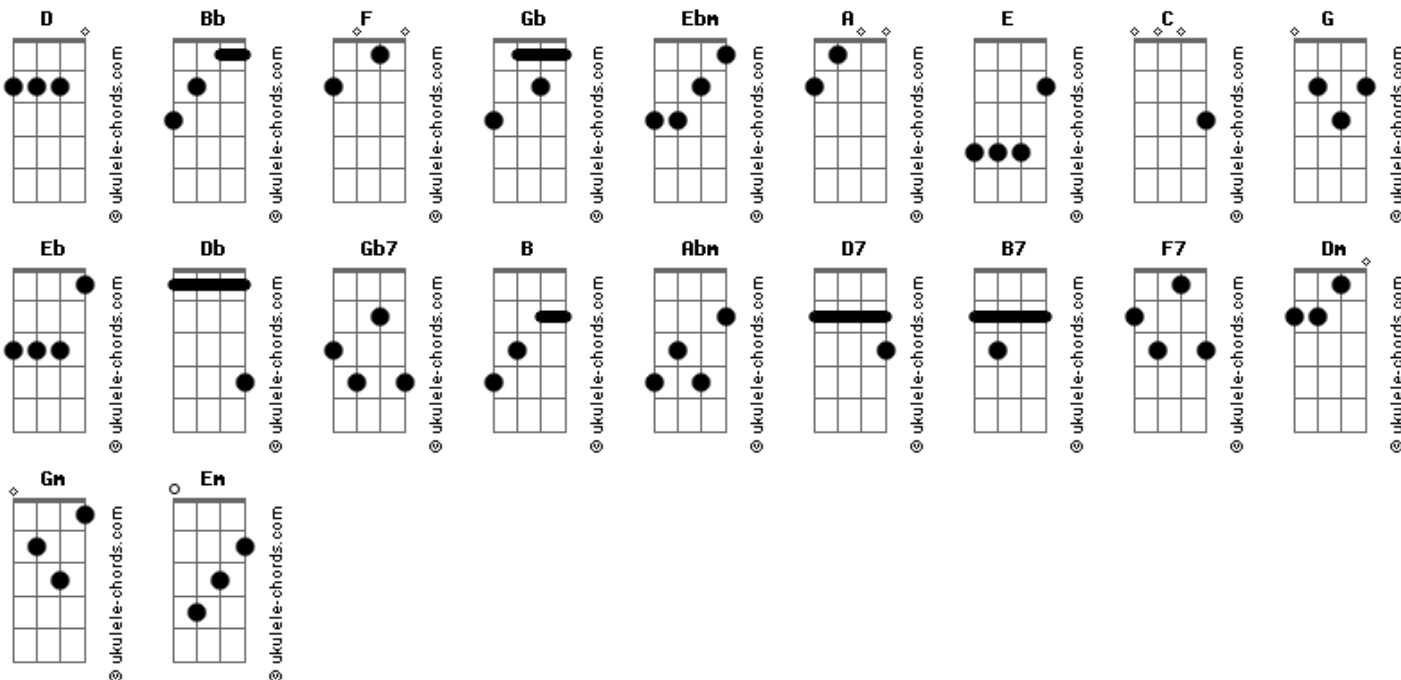 D Bb F Gb Ebm A E C G
© ukulele-chords.com © ukulele-chords.com © ukulele-chords.com © ukulele-chords.com © ukulele-chords.com © ukulele-chords.com © ukulele-chords.com © ukulele-chords.com © ukulele-chords.com
Eb Db Gb7 B Abm D7 B7 F7 Dm
© ukulele-chords.com © ukulele-chords.com © ukulele-chords.com © ukulele-chords.com © ukulele-chords.com © ukulele-chords.com © ukulele-chords.com © ukulele-chords.com © ukulele-chords.com
Gm Em
© ukulele-chords.com © ukulele-chords.com